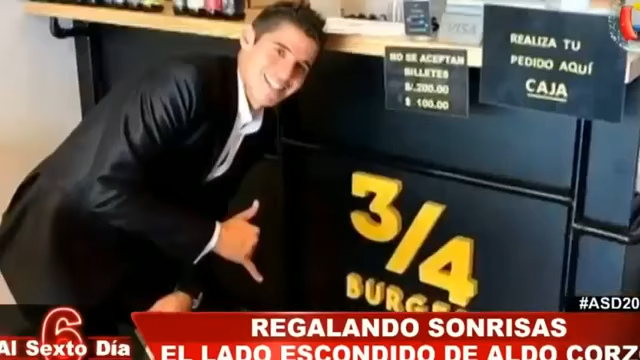 VISA
NO SE ACEPTAN
BILLETES
S/.200.00
$ 100.00
REALIZA TU
PEDIDO AQUÍ
CAJA
3/4
BURGER
#ASD20
6
Al Sexto Día
REGALANDO SONRISAS
EL LADO ESCONDIDO DE ALDO CORZ